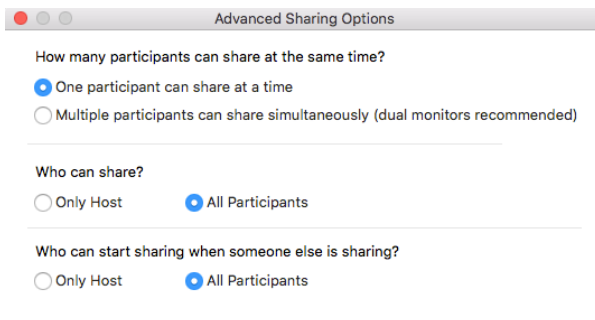 Advanced Sharing Options
How many participants can share at the same time?
One participant can share at a time
Multiple participants can share simultaneously (dual monitors recommended)
Who can share?
Only Host All Participants
Who can start sharing when someone else is sharing?
Only Host All Participants